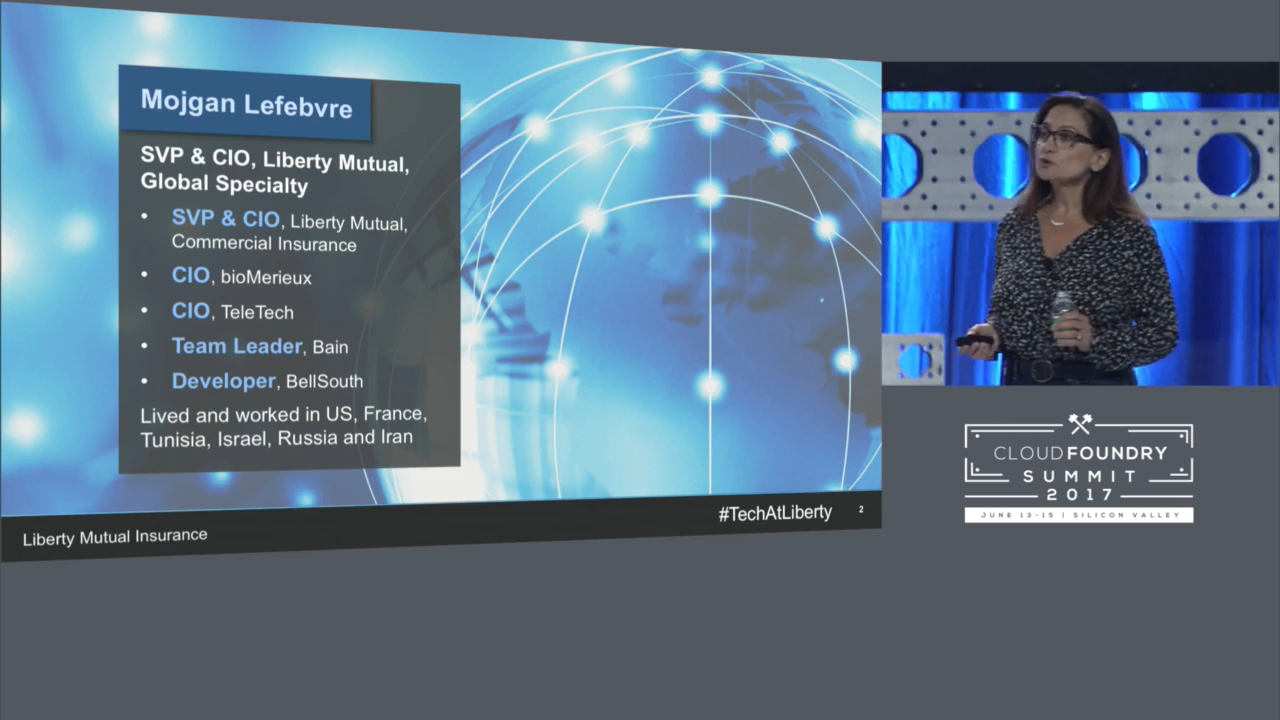 Mojgan Lefebvre
SVP & CIO, Liberty Mutual,
Global Specialty
• SVP & CIO, Liberty Mutual,
Commercial Insurance
• CIO, bioMerieux
• CIO, TeleTech
• Team Leader, Bain
• Developer, BellSouth
Lived and worked in US, France,
Tunisia, Israel, Russia and Iran
Liberty Mutual Insurance
#TechAtLiberty
2
CLOUDFOUNDRY
SUMMIT
2017
JUNE 13-15 | SILICON VALLEY